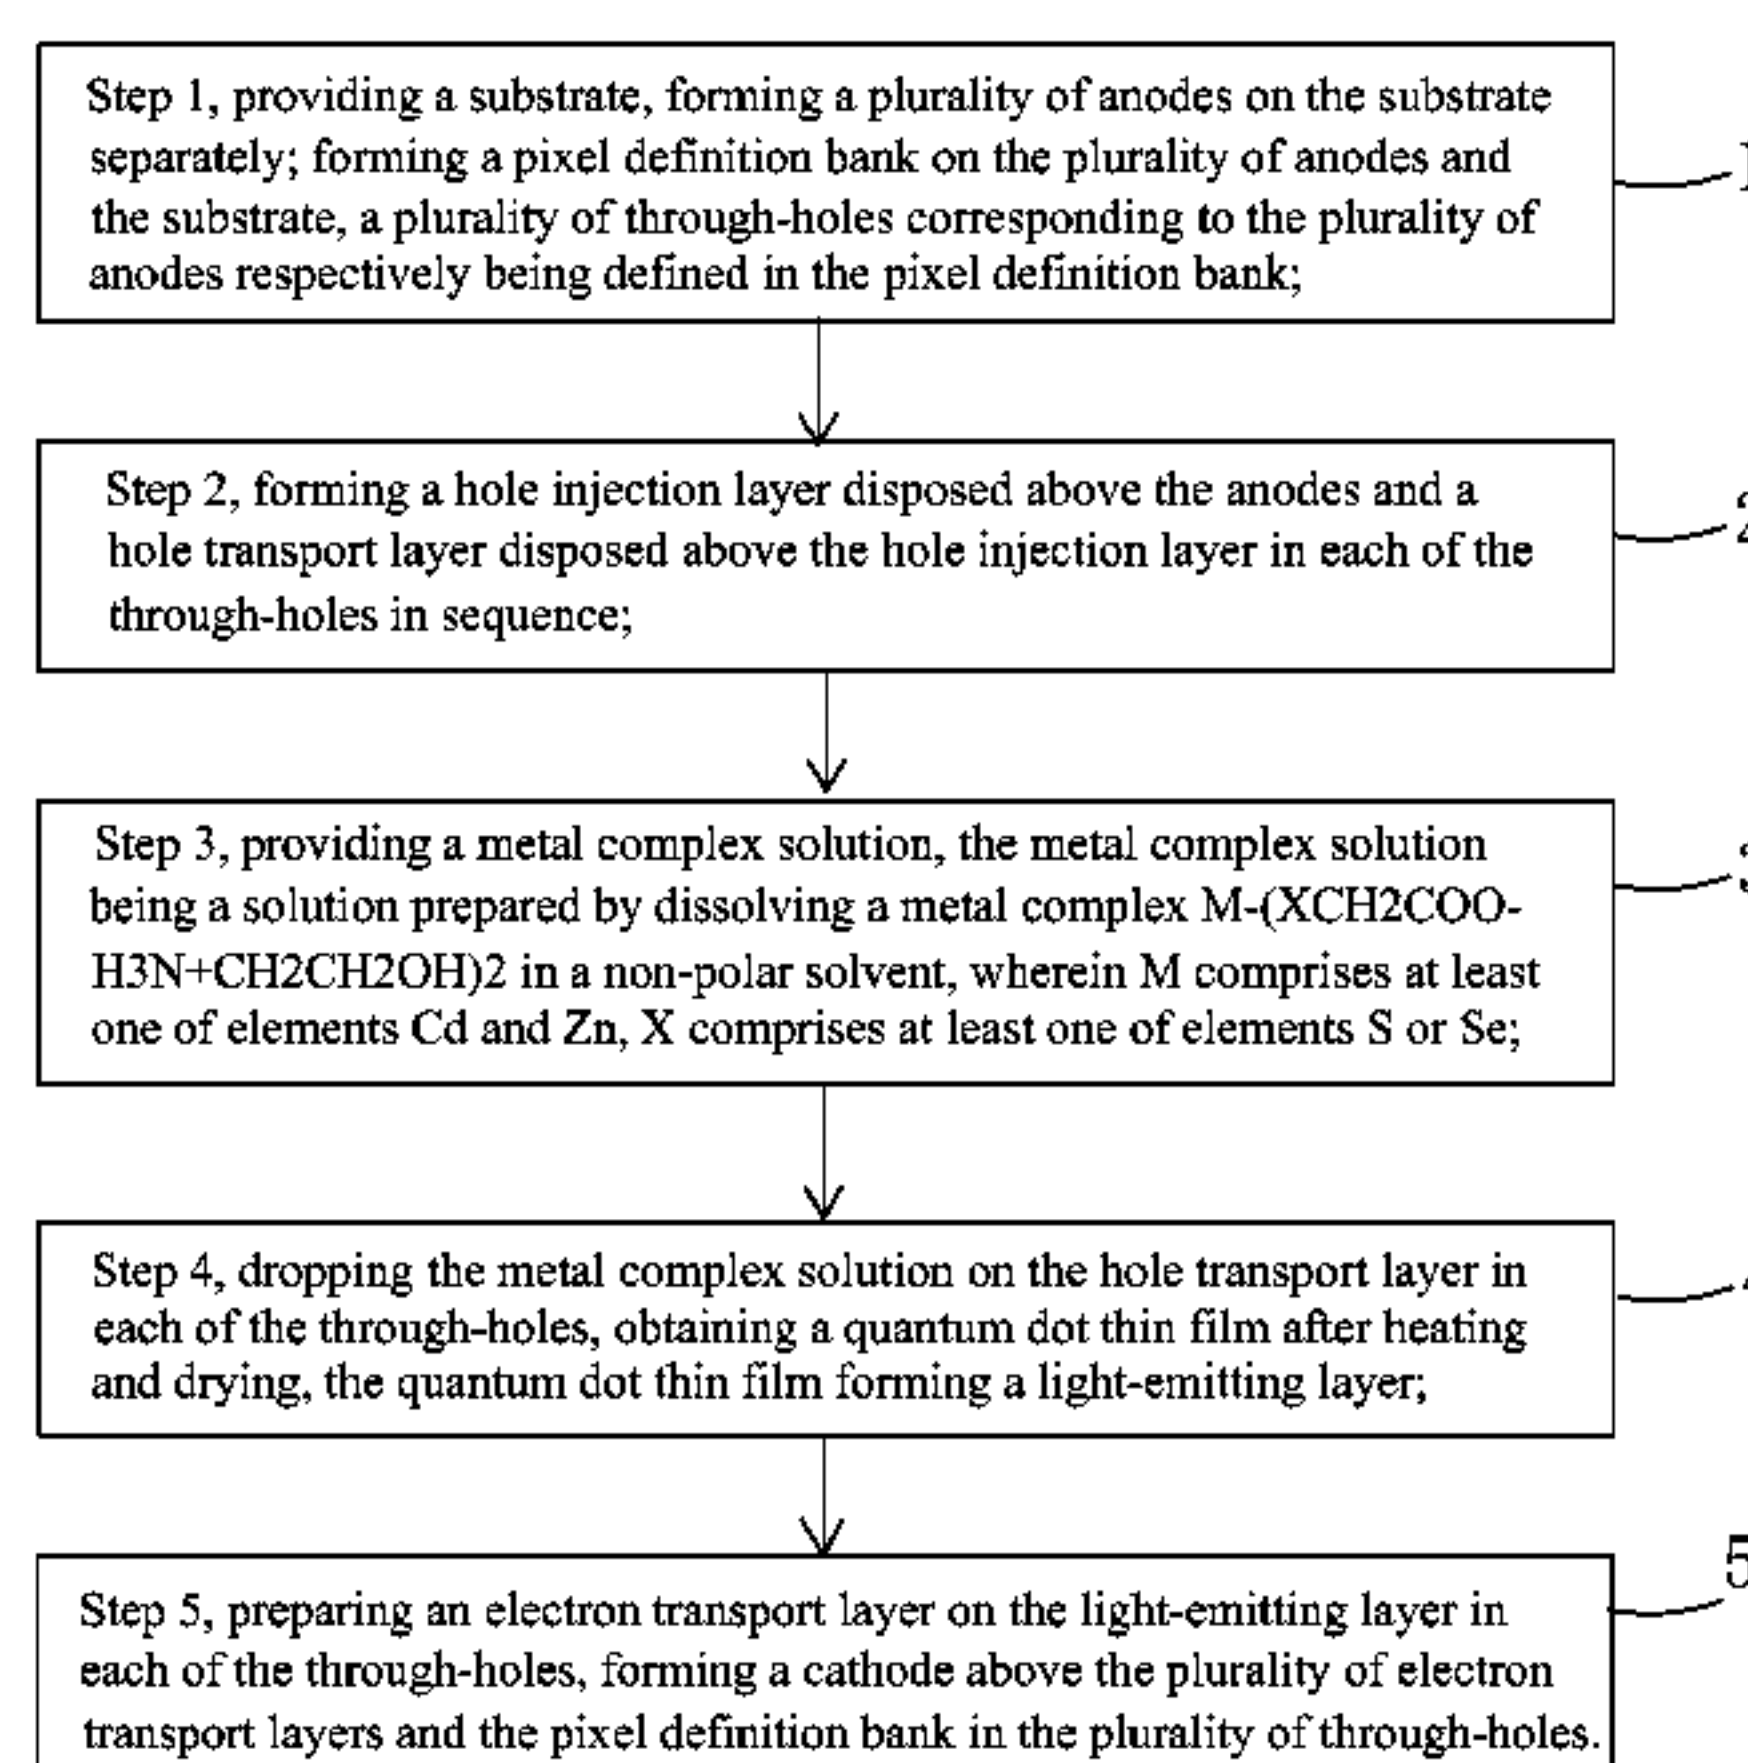 Step 1, providing a substrate, forming a plurality of anodes on the substrate
separately; forming a pixel definition bank on the plurality of anodes and
the substrate, a plurality of through-holes corresponding to the plurality of
anodes respectively being defined in the pixel definition bank;
1
Step 2, forming a hole injection layer disposed above the anodes and a
hole transport layer disposed above the hole injection layer in each of the
through-holes in sequence;
2
Step 3, providing a metal complex solution, the metal complex solution
being a solution prepared by dissolving a metal complex M-(XCH2COO-
H3N+CH2CH2OH)2 in a non-polar solvent, wherein M comprises at least
one of elements Cd and Zn, X comprises at least one of elements S or Se;
3
Step 4, dropping the metal complex solution on the hole transport layer in
each of the through-holes, obtaining a quantum dot thin film after heating
and drying, the quantum dot thin film forming a light-emitting layer;
Step 5, preparing an electron transport layer on the light-emitting layer in
each of the through-holes, forming a cathode above the plurality of electron
transport layers and the pixel definition bank in the plurality of through-holes.
5